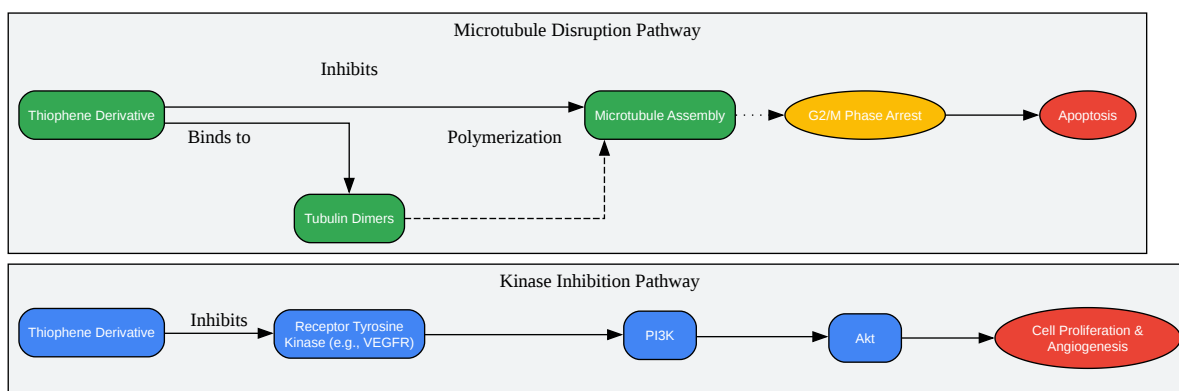 Microtubule Disruption Pathway
Inhibits
Thiophene Derivative
Microtubule Assembly
G2/M Phase Arrest
Apoptosis
Binds to
Polymerization
Tubulin Dimers
Kinase Inhibition Pathway
Thiophene Derivative
Inhibits
Receptor Tyrosine
Kinase (e.g., VEGFR)
PI3K
Akt
Cell Proliferation &
Angiogenesis